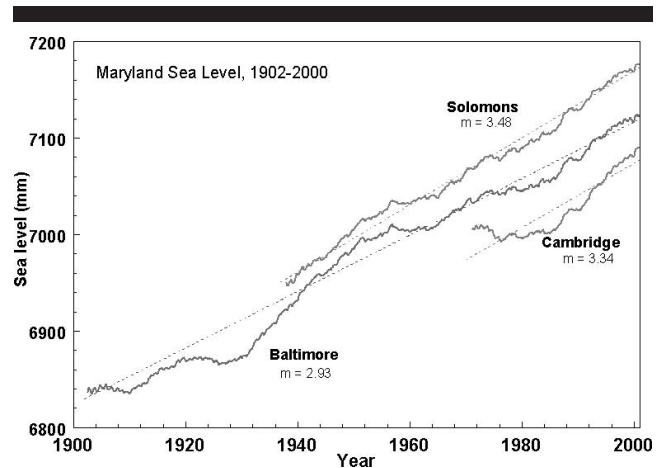 7200
Maryland Sea Level, 1902-2000
Solomons
m = 3.48
7100
Sea level (mm)
7000
Cambridge
m = 3.34
6900
Baltimore
m = 2.93
6800
1900 1920 1940 1960 1980 2000
Year